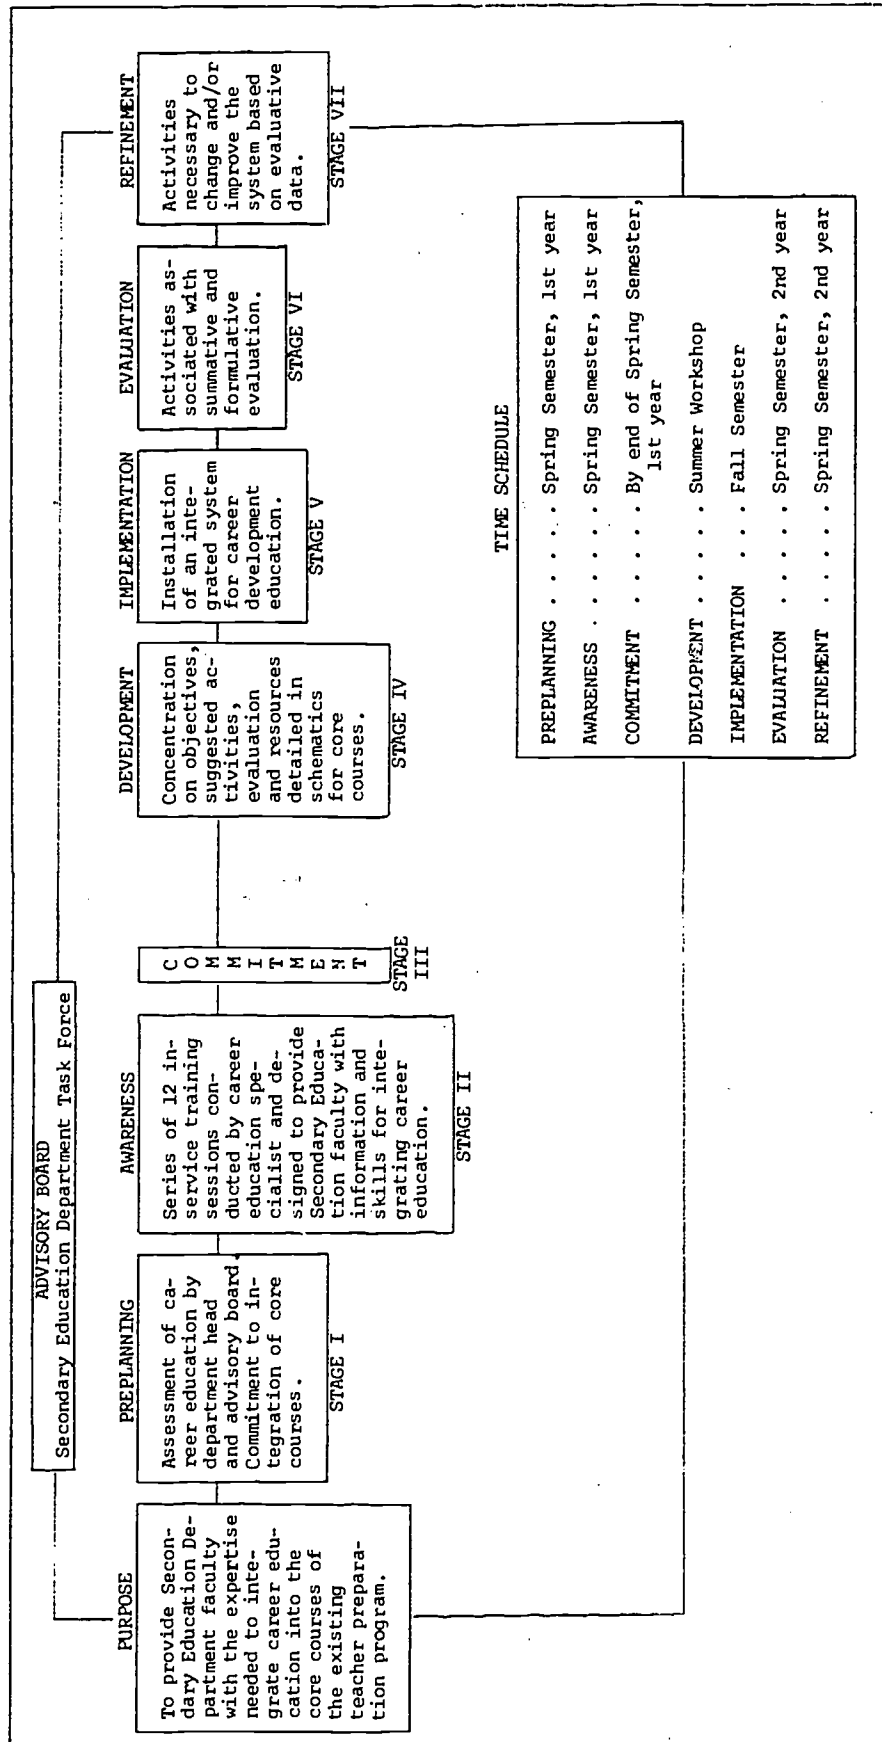 ADVISORY BOARD
Secondary Education Department Task Force
PURPOSE
To provide Secon-
dary Education De-
partment faculty
with the expertise
needed to inte-
grate career edu-
cation into the
core courses of
the existing
teacher prepara-
tion program.
PREPLANNING
Assessment of ca-
reer education by
department head
and advisory board.
Commitment to in-
tegration of core
courses.
STAGE I
AWARENESS
Series of 12 in-
service training
sessions con-
ducted by career
education spe-
cialist and de-
signed to provide
Secondary Educa-
tion faculty with
information and
skills for inte-
grating career
education.
STAGE II
C
O
M
M
I
T
M
E
N
T
STAGE
III
DEVELOPMENT
Concentration
on objectives,
suggested ac-
tivities,
evaluation
and resources
detailed in
schematics
for core
courses.
STAGE IV
IMPLEMENTATION
Installation
of an inte-
grated system
for career
development
education.
STAGE V
EVALUATION
Activities as-
sociated with
summative and
formulative
evaluation.
STAGE VI
REFINEMENT
Activities
necessary to
change and/or
improve the
system based
on evaluative
data.
STAGE VII
TIME SCHEDULE
PREPLANNING . . . . . Spring Semester, 1st year
AWARENESS . . . . . . Spring Semester, 1st year
COMMITMENT . . . . . . By end of Spring Semester,
1st year
DEVELOPMENT . . . . . Summer Workshop
IMPLEMENTATION . . . Fall Semester
EVALUATION . . . . . Spring Semester, 2nd year
REFINEMENT . . . . . Spring Semester, 2nd year